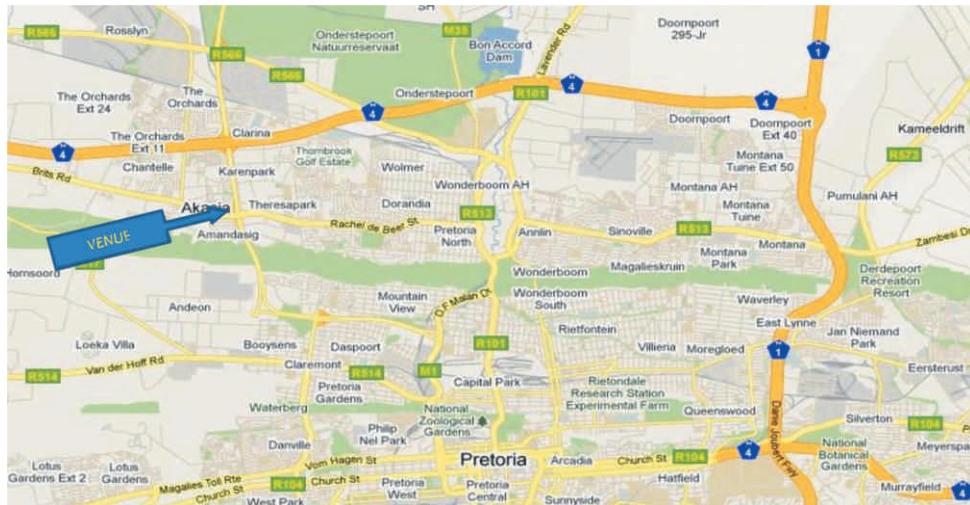 SH
R566
Rosslyn
Onderstepoort
Natuurreservaat
M35
Bon Accord
Dam
Lavender Rd
Doornpoort
295-Jr
R566
1
The
Orchards
R566
4
R101
4
The Orchards
Ext 24
Onderstepoort
4
4
Doornpoort
Doornpoort
Ext 40
Kameeldrift
The Orchards
Ext 11
Clarina
4
Chantelle
Karenpark
Thornbrook
Golf Estate
Wolmer
Wonderboom AH
Montana
Tuine Ext 50
R573
Brits Rd
Montana AH
Pumulani AH
Akasia
Theresapark
Dorandia
Montana
Tuine
VENUE
Rachel de Beer St
R513
Pretoria
North
Annlin
Sinoville
R513
Amandasig
Montana
Park
Montana
Zambesi Dr
Hornsoord
Wonderboom
Magalieskruin
Derdepoort
Recreation
Resort
Andeon
Mountain
View
D.F Malan Dr
Wonderboom
South
Waverley
Rietfontein
East Lynne
Jan Niemand
Park
Loeka Villa
Booysens
Daspoort
R101
Villieria
Moregloed
1
Van der Hoff Rd
R514
Claremont
R514
M1
Capital Park
Eersterust
Pretoria
Gardens
Rietondale
Research Station
Experimental Farm
Queenswood
Waterberg
National
Zoological
Gardens
Danie Joubert Fwy
Silverton
R104
Danville
Philip
Nel Park
National
Botanical
Gardens
Meyerspa
Lotus
Gardens Ext 2
Lotus
Gardens
Vom Hagen St
Pretoria
Arcadia
Church St
R104
4
Magalies Toll Rte
Church St
R104
Church St
Hatfield
West Park
Pretoria
West
Pretoria
Central
Sunnyside
Murrayfield
4